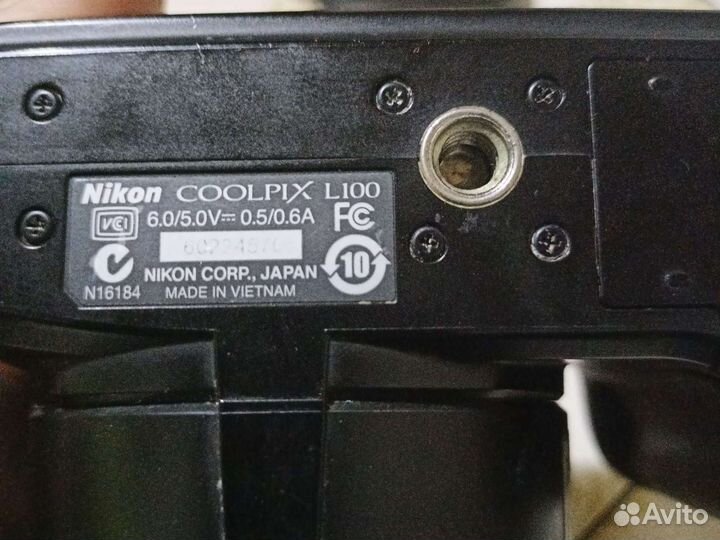 Nikon COOLPIX L100
VCI 6.0/5.0V⎓ 0.5/0.6A FC
10
NIKON CORP., JAPAN
N16184 MADE IN VIETNAM
Avito